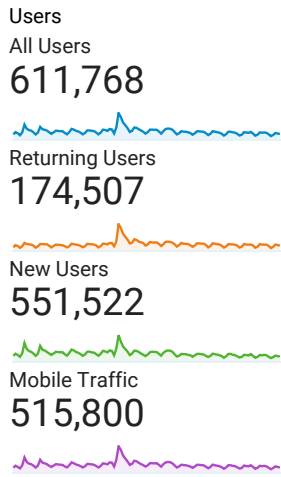 Users
All Users
611,768
Returning Users
174,507
New Users
551,522
Mobile Traffic
515,800